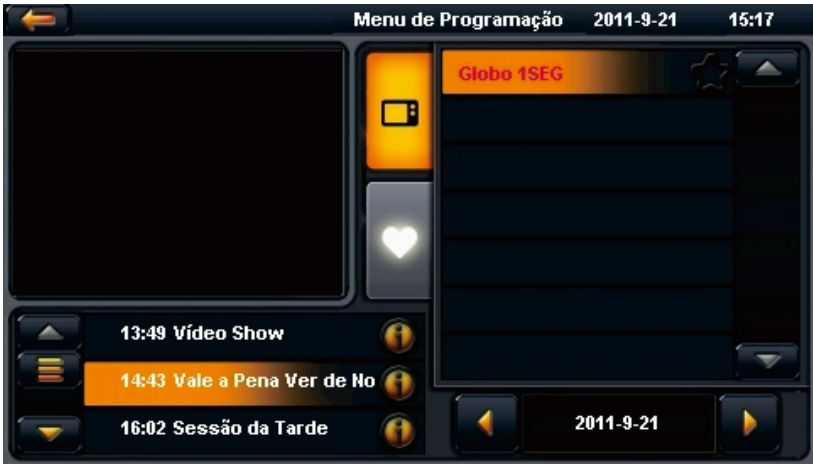 Menu de Programação 2011-9-21 15:17
Globo 1SEG
13:49 Vídeo Show
14:43 Vale a Pena Ver de No
16:02 Sessão da Tarde
2011-9-21